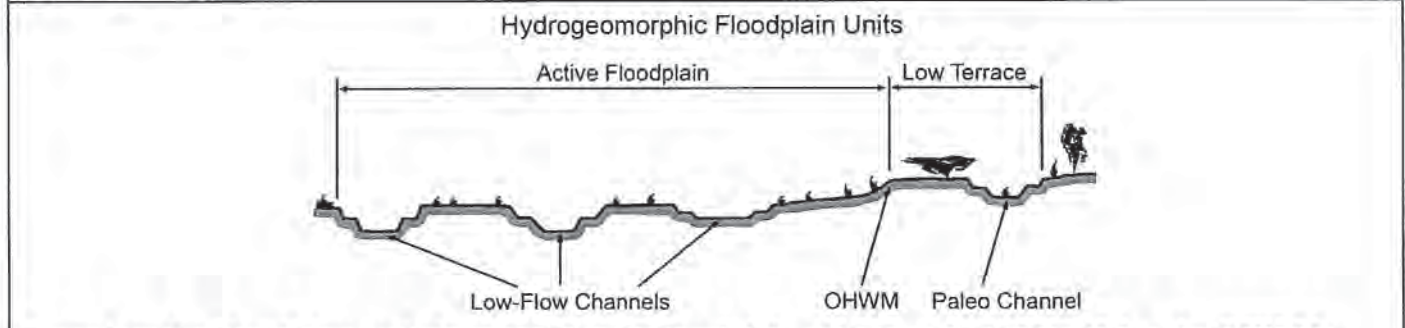 Hydrogeomorphic Floodplain Units
Active Floodplain
Low Terrace
Low-Flow Channels
OHWM
Paleo Channel